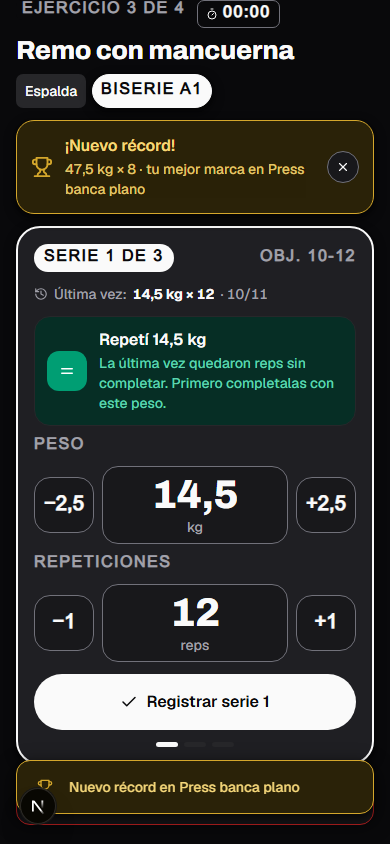 EJERCICIO 3 DE 4 00:00
Remo con mancuerna
Espalda BISERIE A1
¡Nuevo récord!
47,5 kg × 8 · tu mejor marca en Press
banca plano
SERIE 1 DE 3 OBJ. 10-12
Última vez: 14,5 kg × 12 · 10/11
Repetí 14,5 kg
La última vez quedaron reps sin
completar. Primero completalas con
este peso.
PESO
−2,5 14,5 +2,5
kg
REPETICIONES
−1 12 +1
reps
Registrar serie 1
Nuevo récord en Press banca plano
N